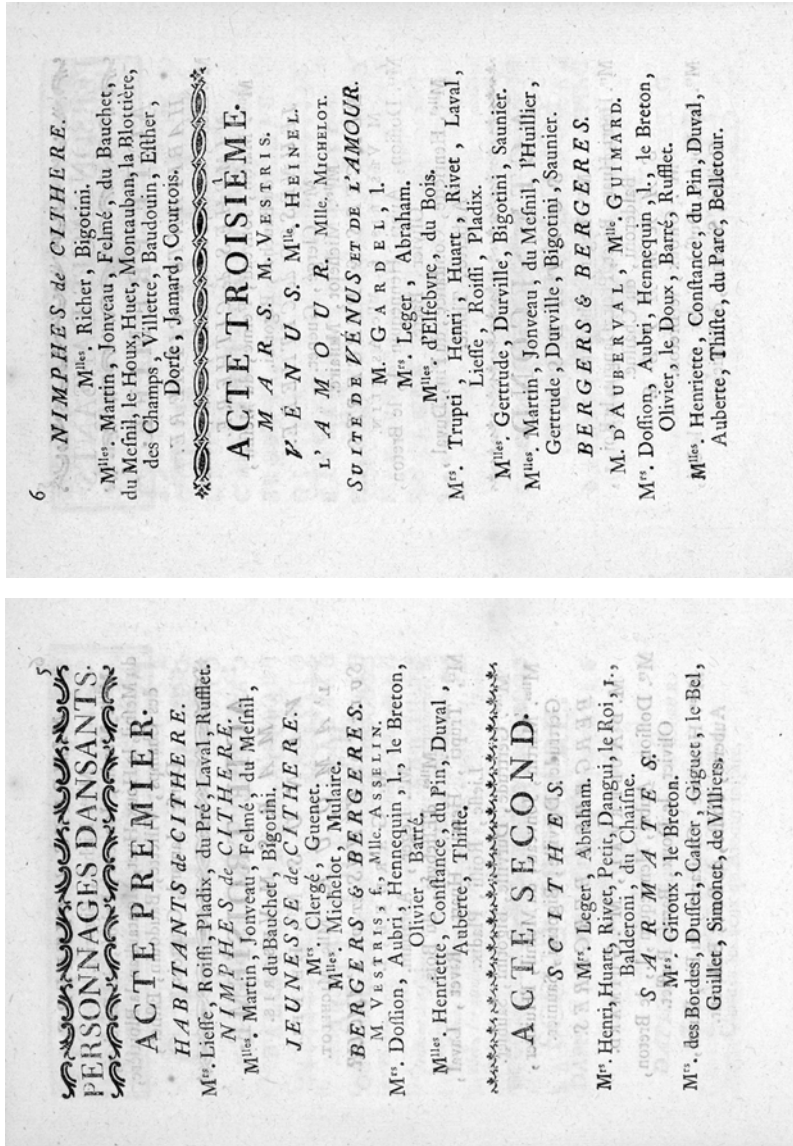 5
PERSONNAGES DANSANTS.
ACTE PREMIER.
HABITANTS de CITHERE.
Mrs. Liesse, Roissi, Pladix, du Pré, Laval, Rufflet.
NIMPHES de CITHERE.
Mlles. Martin, Jonveau, Felmé, du Mesnil,
du Bauchet, Bigotini.
JEUNESSE de CITHERE.
Mrs. Clergé, Guenet.
Mlles. Michelot, Mulaire.
BERGERS & BERGERES.
M. VESTRIS, f., Mlle. ASSELIN.
Mrs. Dossion, Aubri, Hennequin, l., le Breton,
Olivier, Barré.
Mlles. Henriette, Constance, du Pin, Duval,
Auberte, Thiste.
ACTE SECOND.
SCITHES.
Mrs. Leger, Abraham.
Mrs. Henri, Huart, Rivet, Petit, Dangui, le Roi, l.,
Balderoni, du Chaisne.
SARMATES.
Mrs. Giroux, le Breton.
Mrs. des Bordes, Dussel, Caster, Giguet, le Bel,
Guillet, Simonet, de Villiers.
6
NIMPHES de CITHERE.
Mlles. Richer, Bigotini.
Mlles. Martin, Jonveau, Felmé, du Bauchet,
du Mesnil, le Houx, Huet, Montauban, la Blottière,
des Champs, Villette, Baudouin, Esther,
Dorse, Jamard, Courtois.
ACTE TROISIÈME.
MARS. M. VESTRIS.
VÉNUS. Mlle. HEINEL.
L'AMOUR. Mlle. MICHELOT.
SUITE DE VÉNUS ET DE L'AMOUR.
M. GARDEL, l.
Mrs. Leger, Abraham.
Mlles. d'Elfebvre, du Bois.
Mrs. Trupti, Henri, Huart, Rivet, Laval,
Liesse, Roissi, Pladix.
Mlles. Gertrude, Durville, Bigotini, Saunier.
Mlles. Martin, Jonveau, du Mesnil, l'Huillier,
Gertrude, Durville, Bigotini, Saunier.
BERGERS & BERGERES.
M. D'AUBERVAL, Mlle. GUIMARD.
Mrs. Dossion, Aubri, Hennequin, l., le Breton,
Olivier, le Doux, Barré, Rufflet.
Mlles. Henriette, Constance, du Pin, Duval,
Auberte, Thiste, du Parc, Belletour.